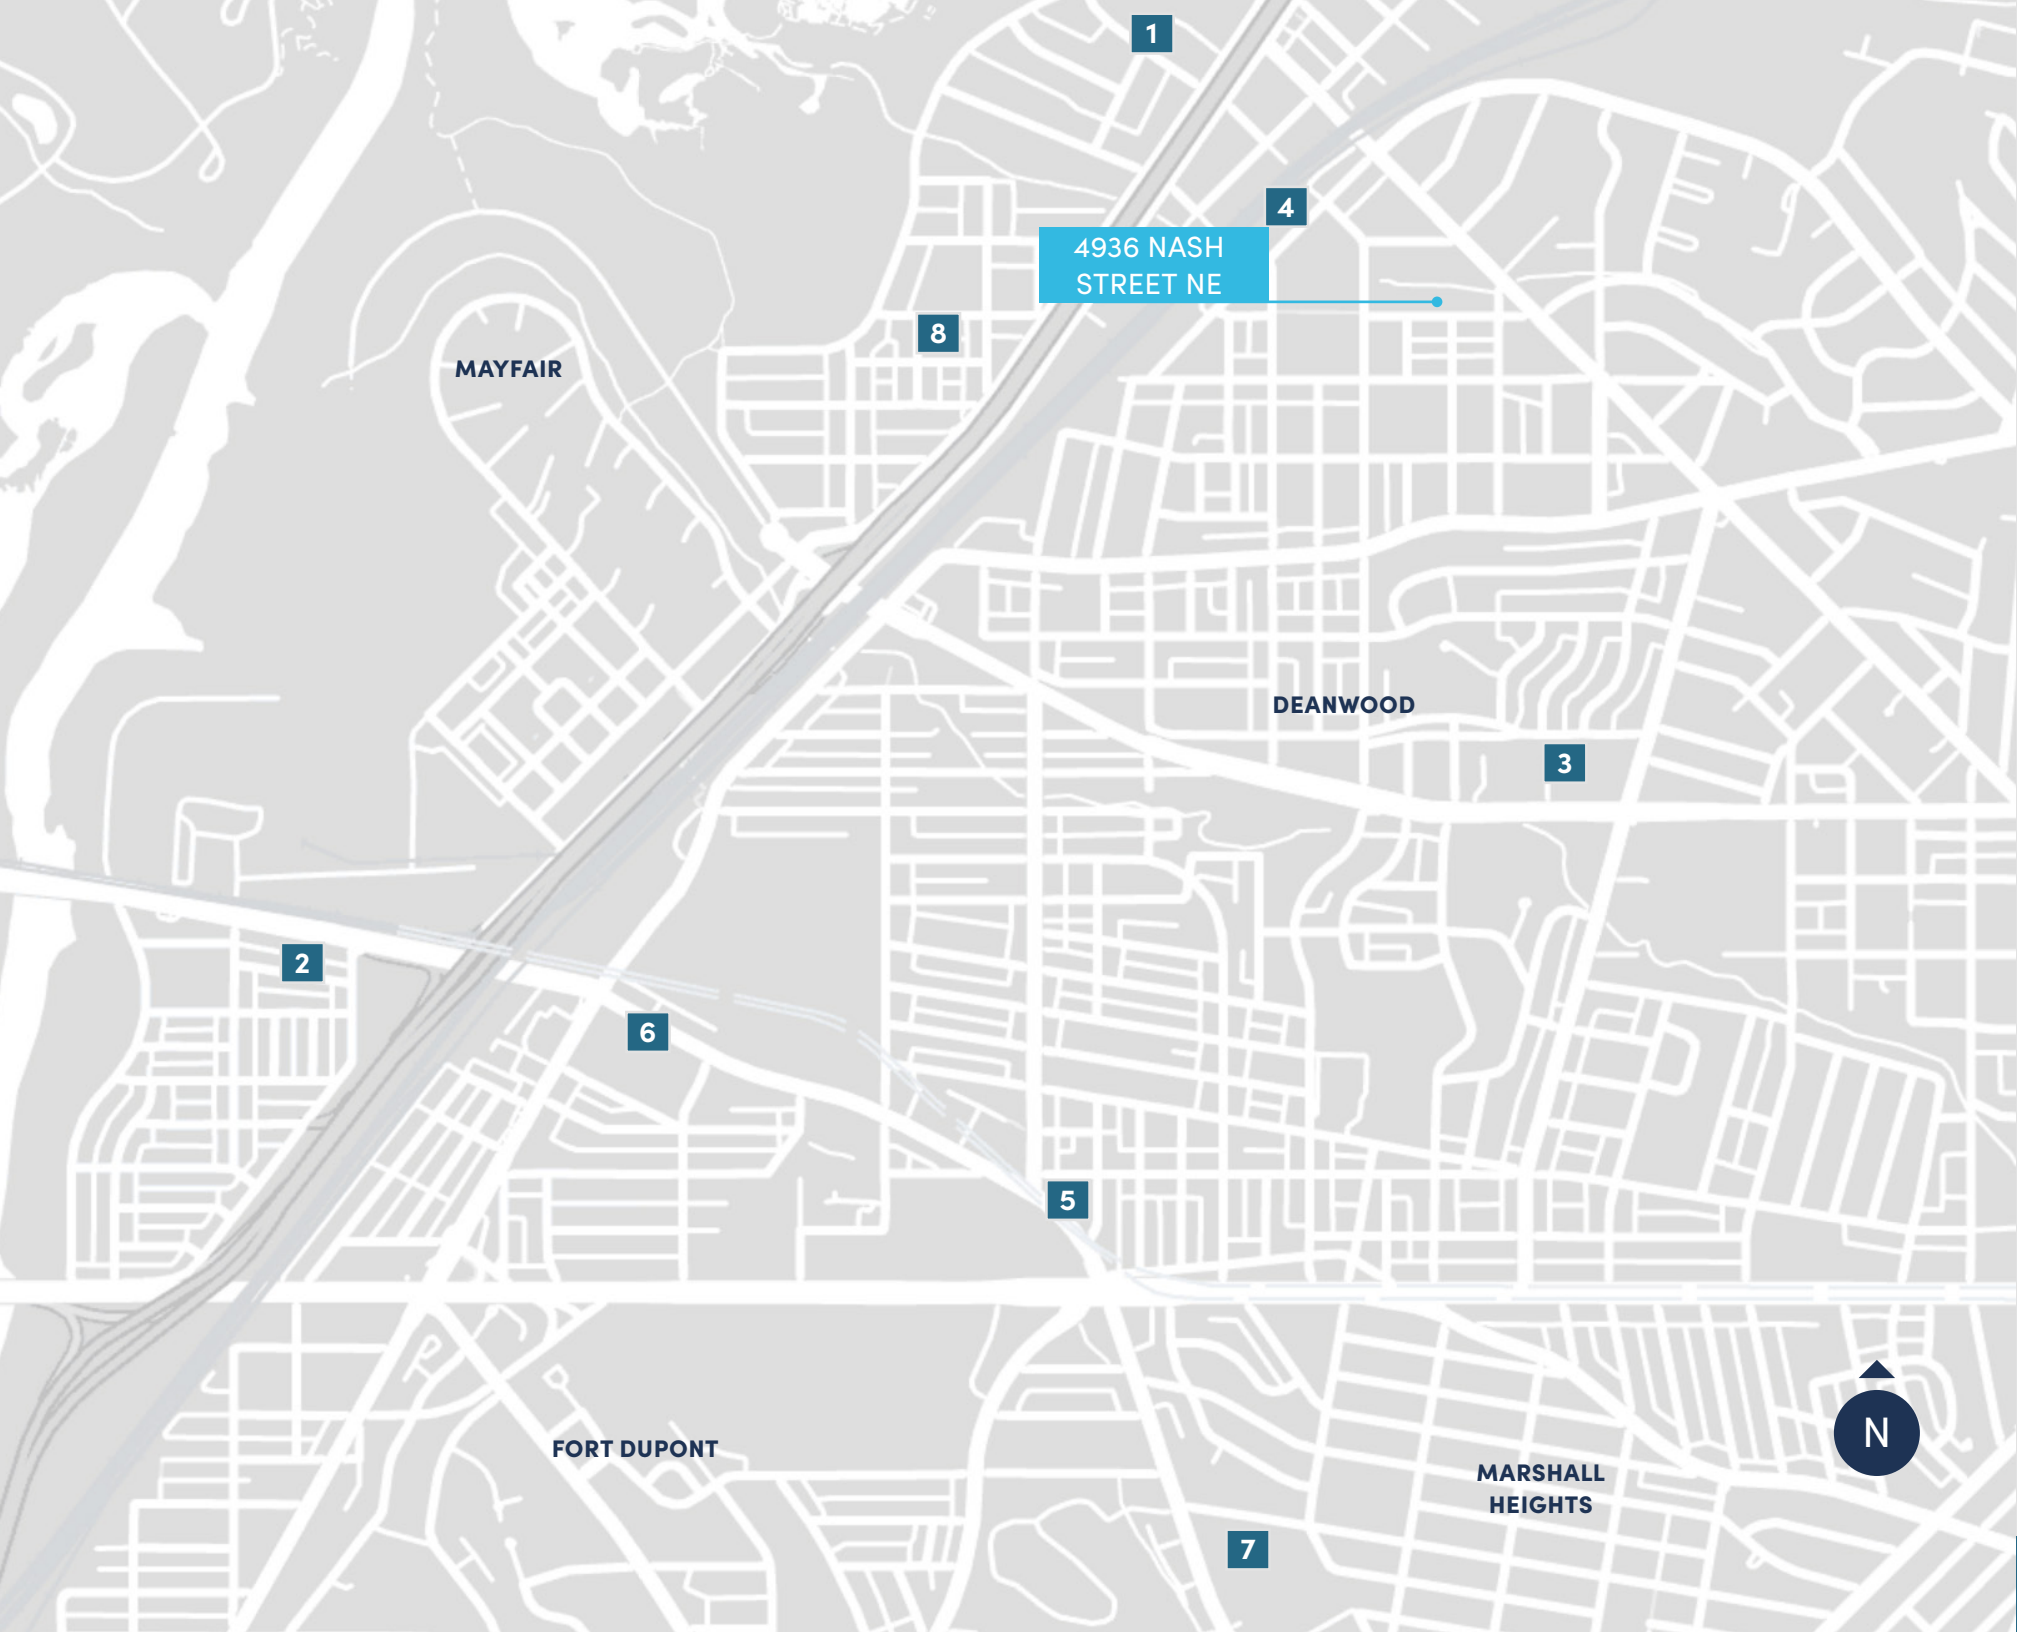 1
4
4936 NASH
STREET NE
8
MAYFAIR
DEANWOOD
3
2
6
5
N
FORT DUPONT
MARSHALL
HEIGHTS
7